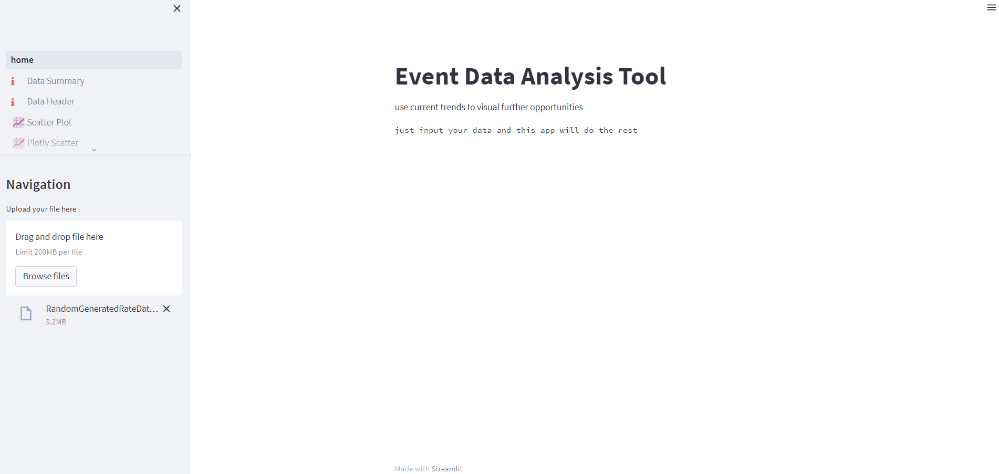 home
Data Summary
Data Header
Scatter Plot
Plotly Scatter
Navigation
Upload your file here
Drag and drop file here
Limit 200MB per file
Browse files
RandomGeneratedRateDat...
3.2MB
Event Data Analysis Tool
use current trends to visual further opportunities
just input your data and this app will do the rest
Made with Streamlit